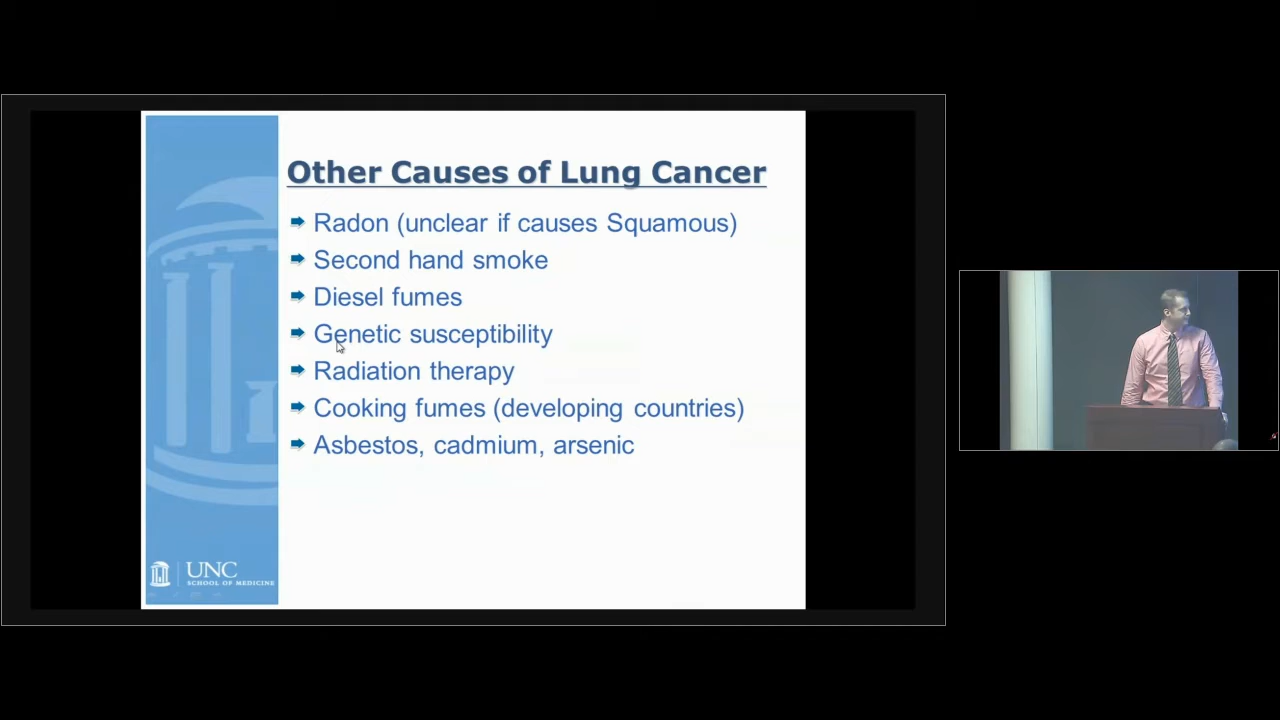 Other Causes of Lung Cancer
Radon (unclear if causes Squamous)
Second hand smoke
Diesel fumes
Genetic susceptibility
Radiation therapy
Cooking fumes (developing countries)
Asbestos, cadmium, arsenic
UNC
SCHOOL OF MEDICINE